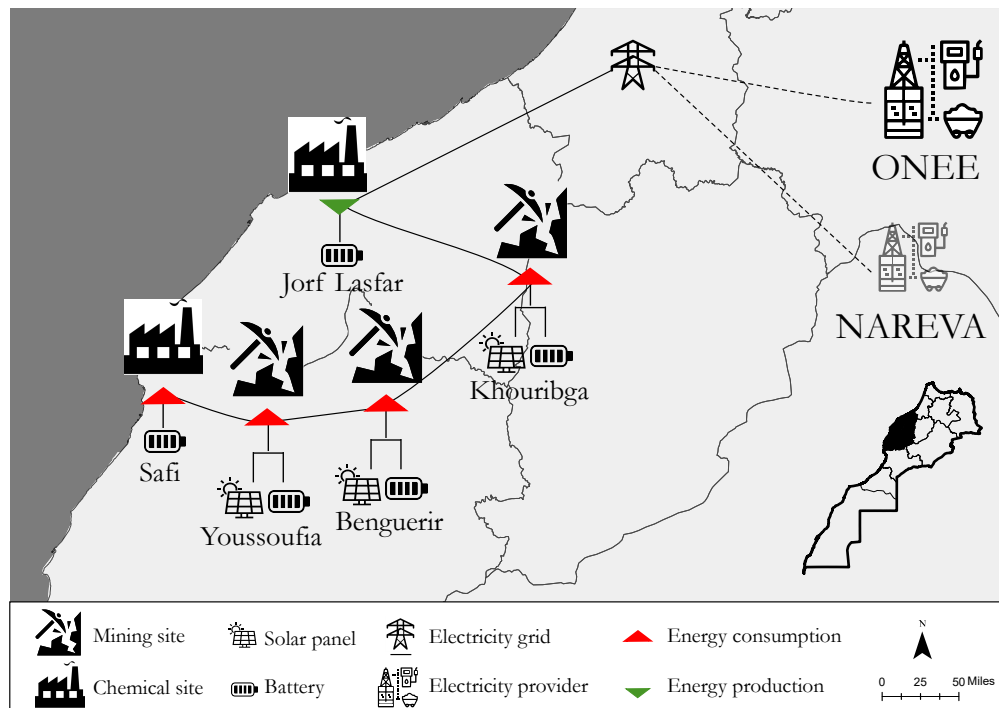 ONEE
NAREVA
Jorf Lasfar
Khouribga
Safi
Youssoufia
Benguerir
Mining site
Solar panel
Electricity grid
Energy consumption
Chemical site
Battery
Electricity provider
Energy production
N
0 25 50 Miles